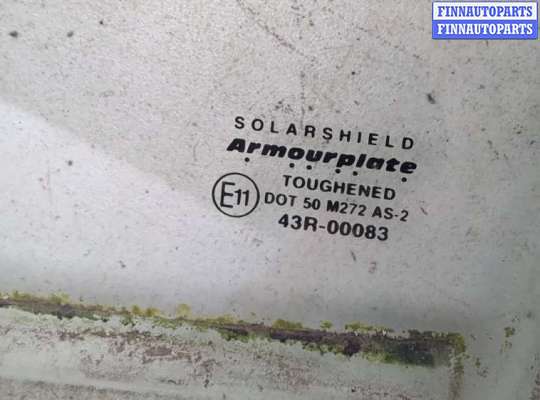 FINNAUTOPARTS
FINNAUTOPARTS
SOLARSHIELD
Armourplate
TOUGHENED
E11
DOT 50 M272 AS-2
43R-00083